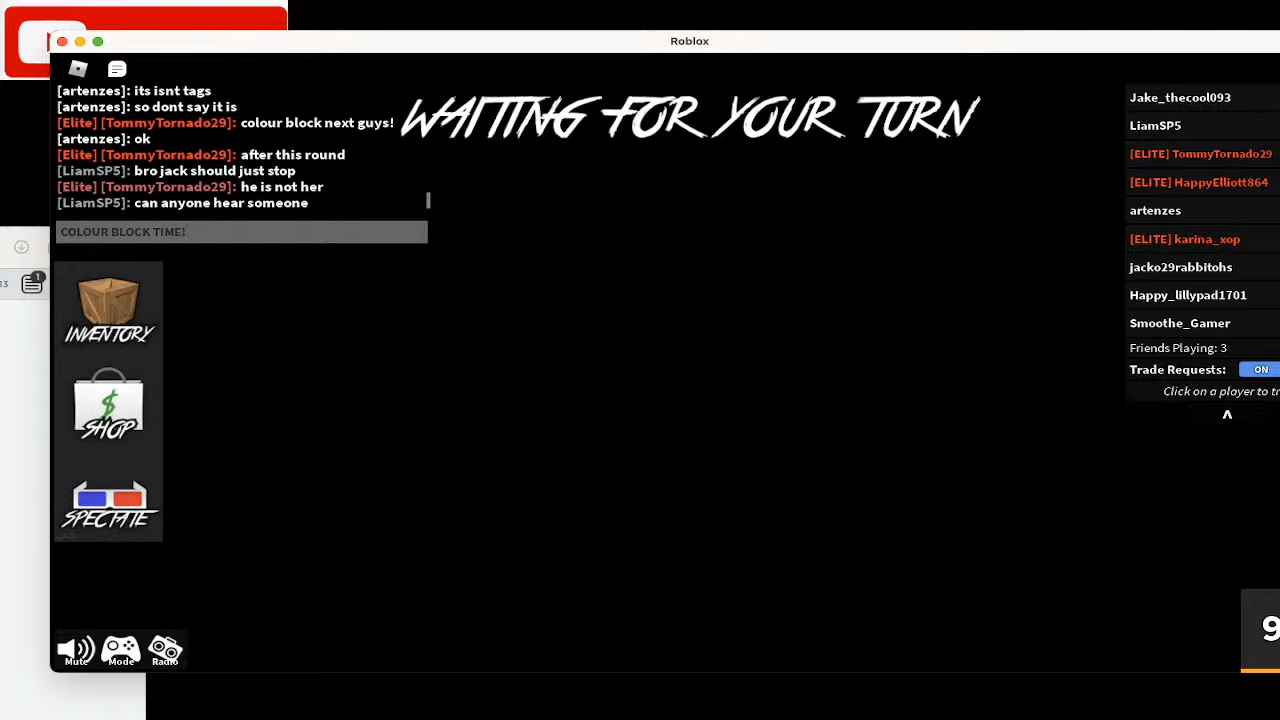 Roblox
[artenzes]: its isnt tags
[artenzes]: so dont say it is
[Elite] [TommyTornado29]: colour block next guys!
[artenzes]: ok
[Elite] [TommyTornado29]: after this round
[LiamSP5]: bro jack should just stop
[Elite] [TommyTornado29]: he is not her
[LiamSP5]: can anyone hear someone
COLOUR BLOCK TIME!
WAITING FOR YOUR TURN
Jake_thecool093
LiamSP5
[ELITE] TommyTornado29
[ELITE] HappyElliott864
artenzes
[ELITE] karina_xop
jacko29rabbitohs
Happy_lillypad1701
Smoothe_Gamer
Friends Playing: 3
Trade Requests: ON
Click on a player to tr
^
13
1
INVENTORY
$
SHOP
SPECTATE
Mute
Mode
Radio
9